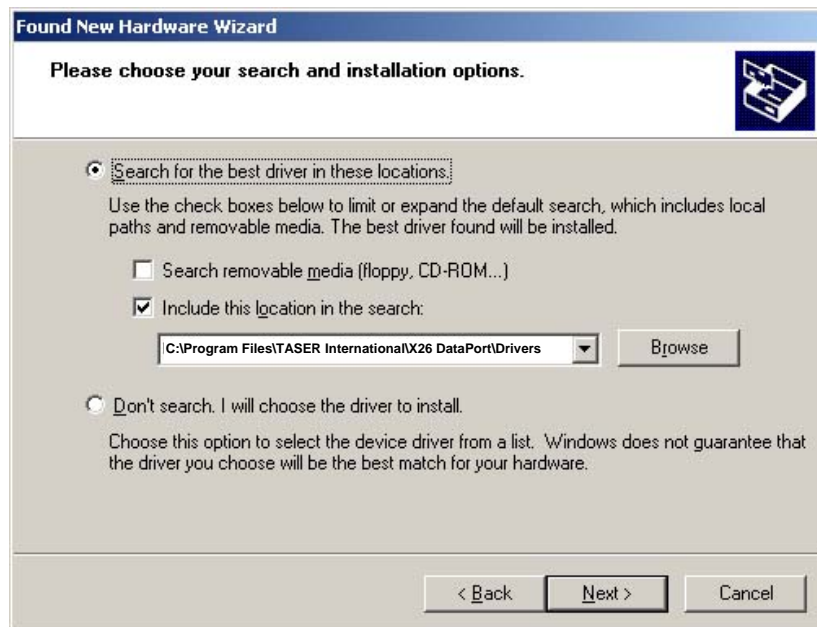 Found New Hardware Wizard
Please choose your search and installation options.
Search for the best driver in these locations.
Use the check boxes below to limit or expand the default search, which includes local
paths and removable media. The best driver found will be installed.
Search removable media (floppy, CD-ROM...)
Include this location in the search:
C:\Program Files\TASER International\X26 DataPort\Drivers
Browse
Don't search. I will choose the driver to install.
Choose this option to select the device driver from a list. Windows does not guarantee that
the driver you choose will be the best match for your hardware.
< Back Next > Cancel